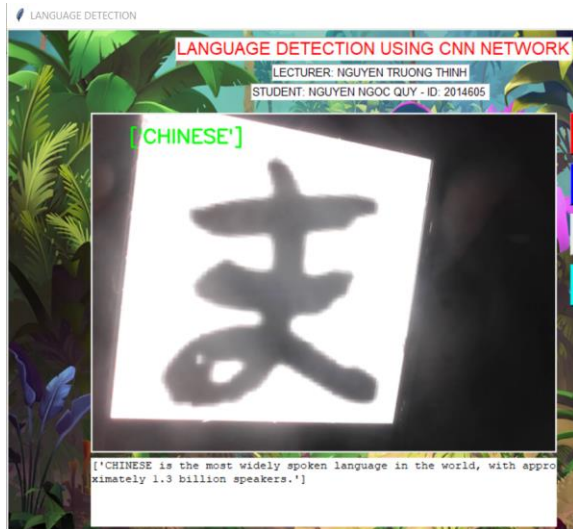 LANGUAGE DETECTION
LANGUAGE DETECTION USING CNN NETWORK
LECTURER: NGUYEN TRUONG THINH
STUDENT: NGUYEN NGOC QUY - ID: 2014605
['CHINESE']
ま
['CHINESE is the most widely spoken language in the world, with appro
ximately 1.3 billion speakers.']